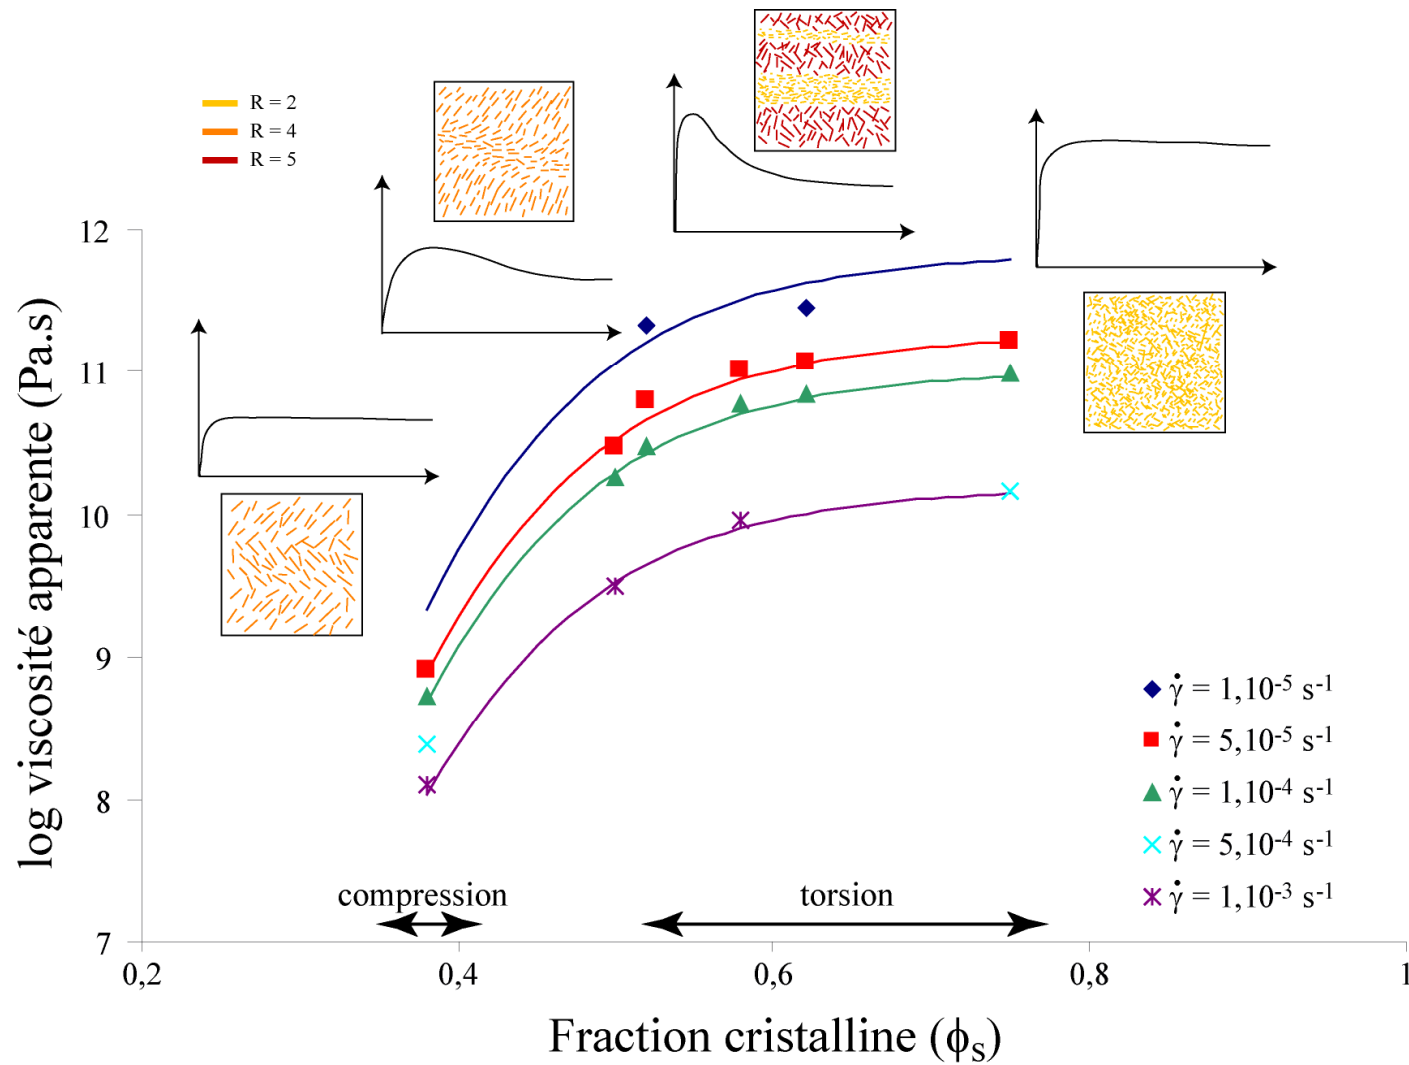 R = 2
R = 4
R = 5
12
11
10
9
8
7
log viscosité apparente (Pa.s)
compression
torsion
γ̇ = 1,10⁻⁵ s⁻¹
γ̇ = 5,10⁻⁵ s⁻¹
γ̇ = 1,10⁻⁴ s⁻¹
γ̇ = 5,10⁻⁴ s⁻¹
γ̇ = 1,10⁻³ s⁻¹
0,2 0,4 0,6 0,8 1
Fraction cristalline (ϕₛ)